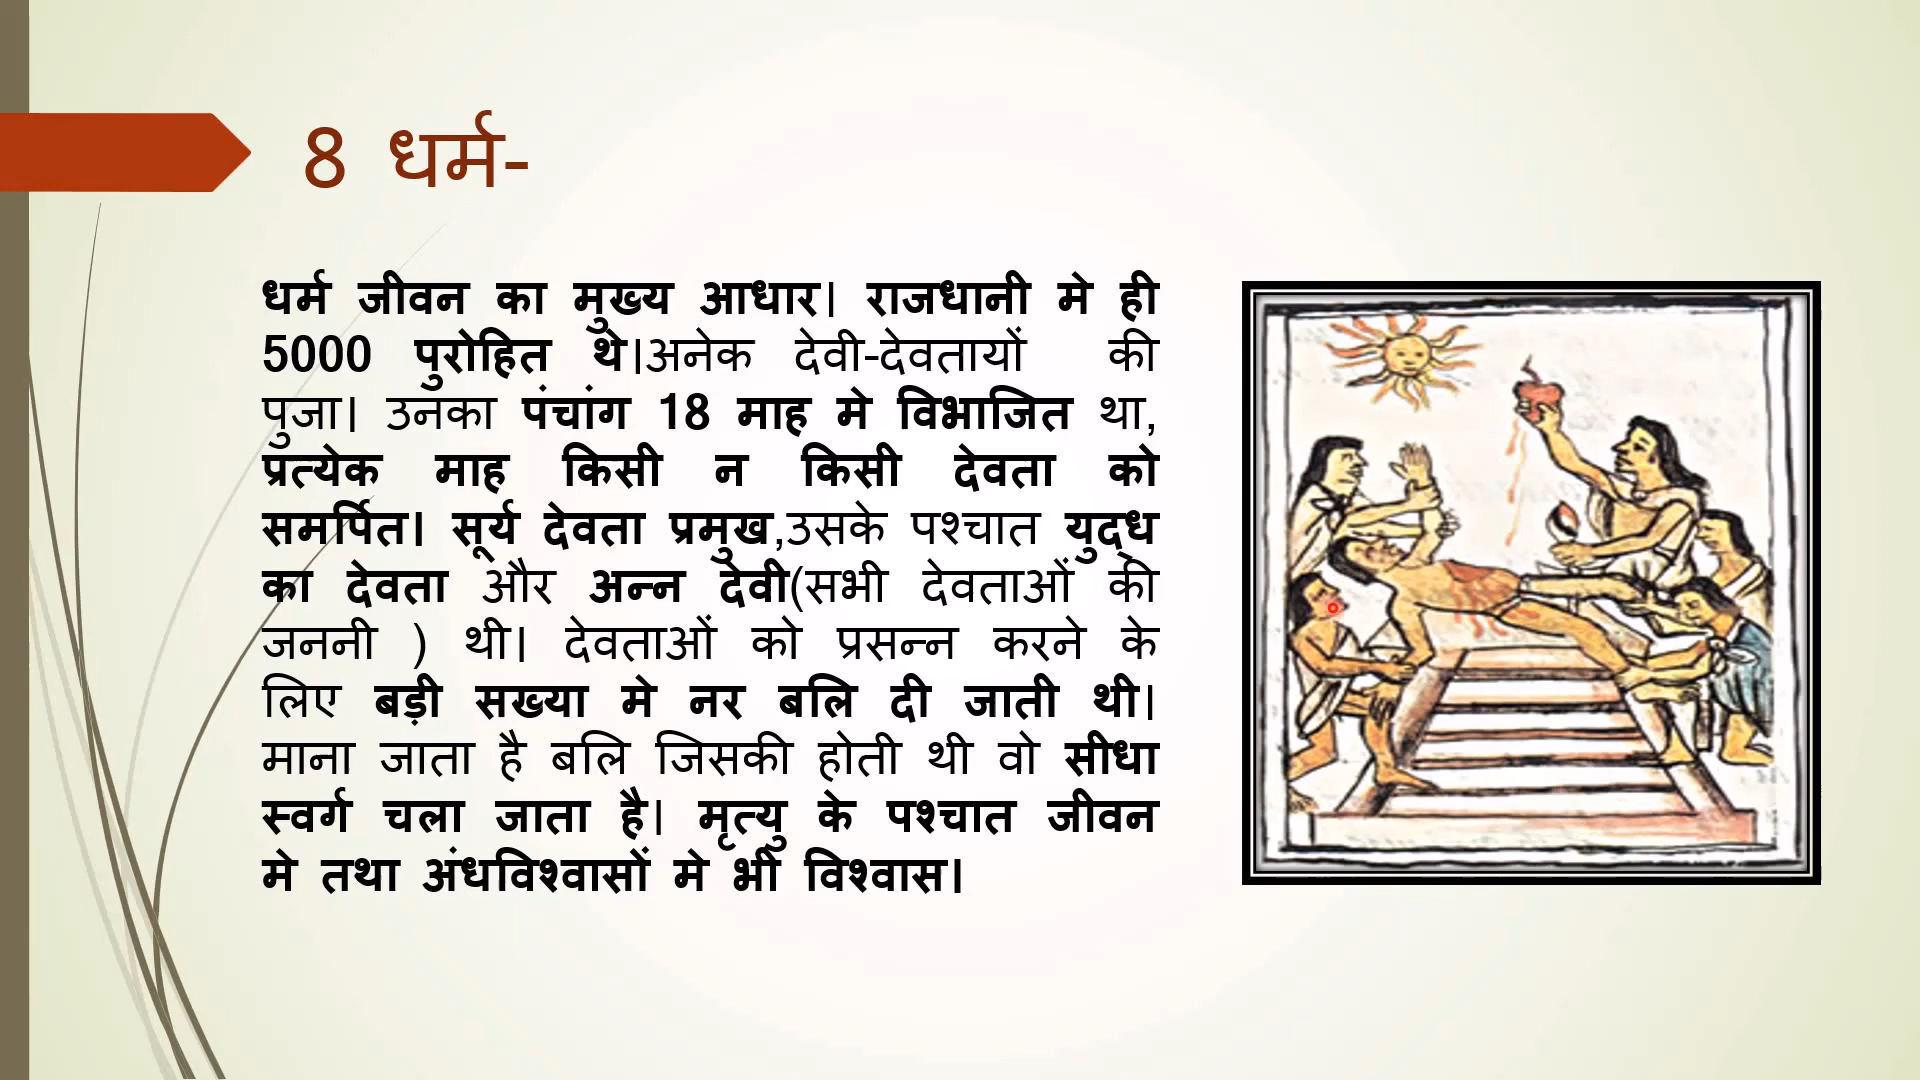 8 धर्म-
धर्म जीवन का मुख्य आधार। राजधानी मे ही
5000 पुरोहित थे।अनेक देवी-देवतायों की
पुजा। उनका पंचांग 18 माह मे विभाजित था,
प्रत्येक माह किसी न किसी देवता को
समर्पित। सूर्य देवता प्रमुख,उसके पश्चात युद्ध
का देवता और अन्न देवी(सभी देवताओं की
जननी ) थी। देवताओं को प्रसन्न करने के
लिए बड़ी सख्या मे नर बलि दी जाती थी।
माना जाता है बलि जिसकी होती थी वो सीधा
स्वर्ग चला जाता है। मृत्यु के पश्चात जीवन
मे तथा अंधविश्वासों मे भी विश्वास।